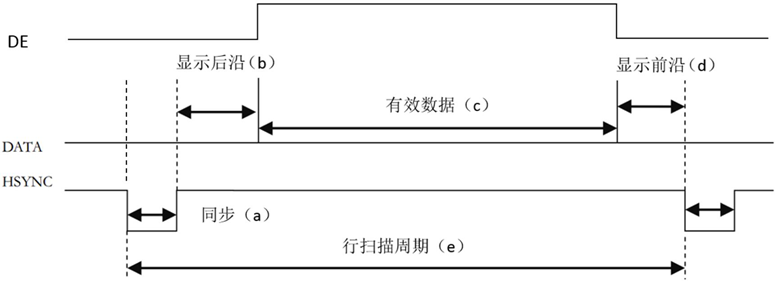 DE
显示后沿（b）
显示前沿（d）
有效数据（c）
DATA
HSYNC
同步（a）
行扫描周期（e）